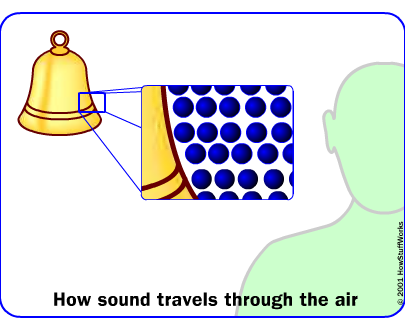 How sound travels through the air
© 2001 HowStuffWorks